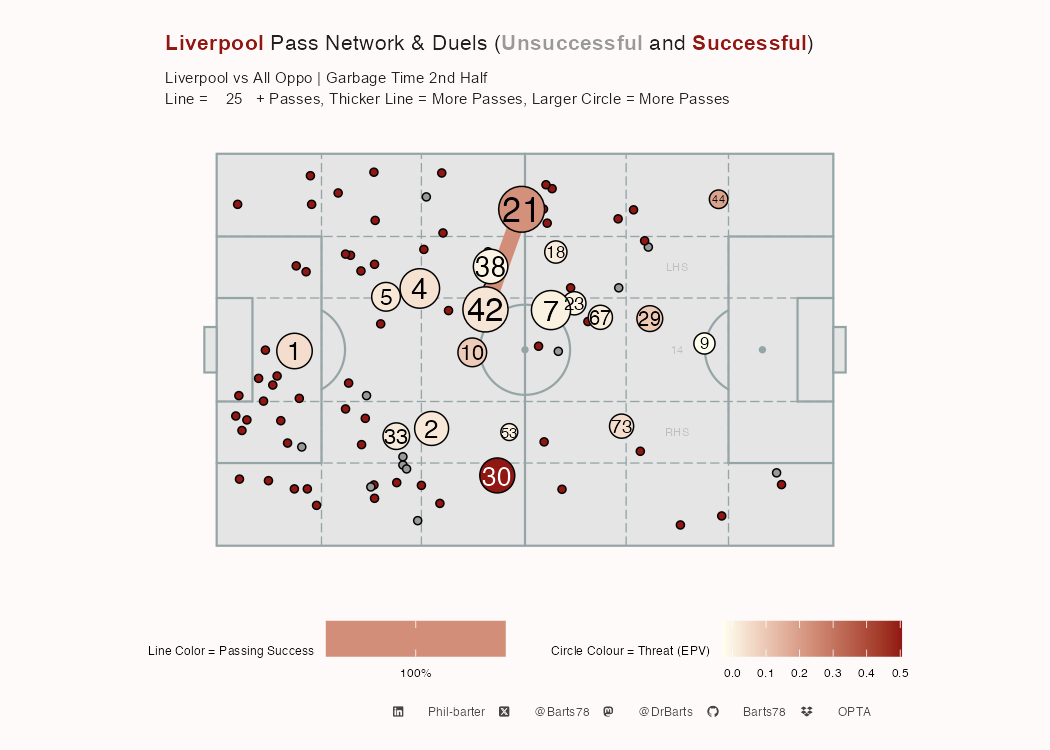 Liverpool Pass Network & Duels (Unsuccessful and Successful)
Liverpool vs All Oppo | Garbage Time 2nd Half
Line = 25 + Passes, Thicker Line = More Passes, Larger Circle = More Passes
44
21
18
38
LHS
5
4
42
7
23
67
29
1
10
14
9
33
2
53
73
RHS
30
Line Color = Passing Success
100%
Circle Colour = Threat (EPV)
0.0 0.1 0.2 0.3 0.4 0.5
Phil-barter @Barts78 @DrBarts Barts78 OPTA